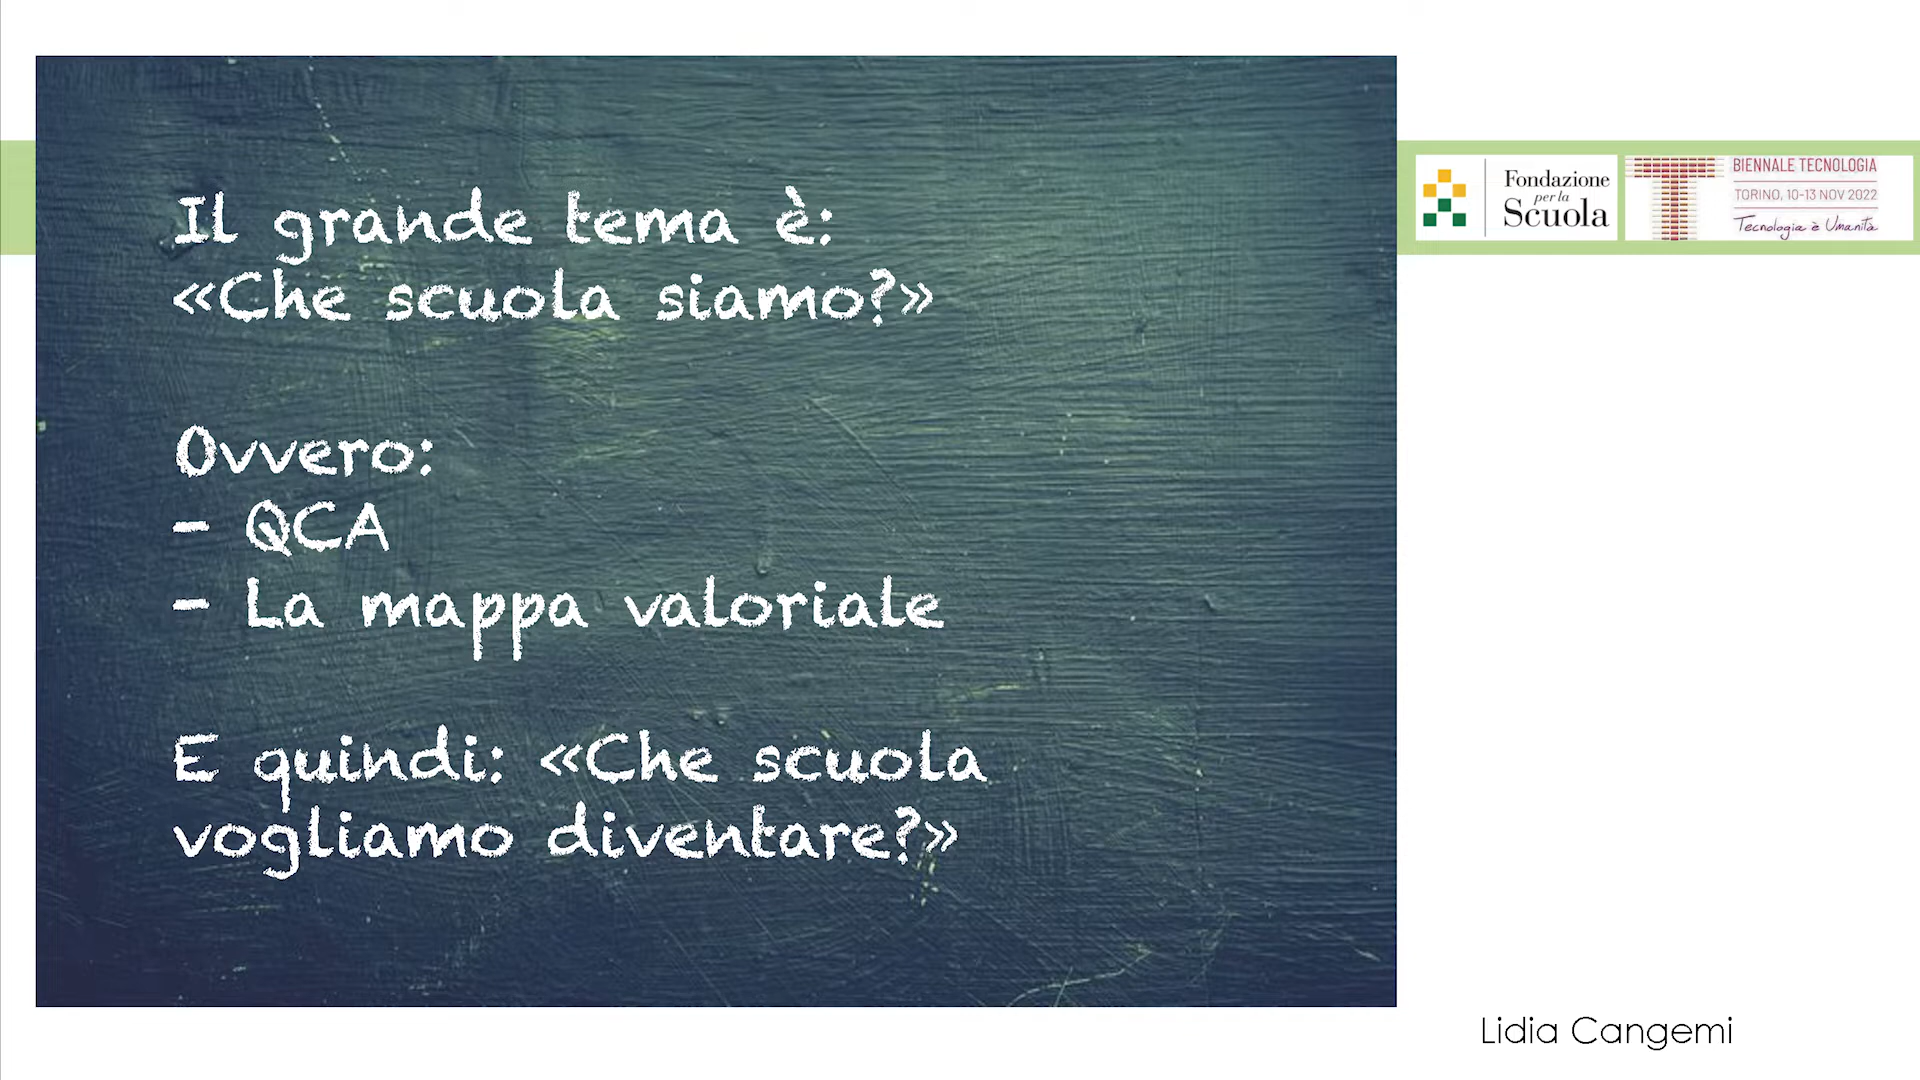 Il grande tema è:
«Che scuola siamo?»
Ovvero:
- QCA
- La mappa valoriale
E quindi: «Che scuola
vogliamo diventare?»
Fondazione
per la
Scuola
BIENNALE TECNOLOGIA
TORINO, 10-13 NOV 2022
Tecnologia è Umanità
Lidia Cangemi